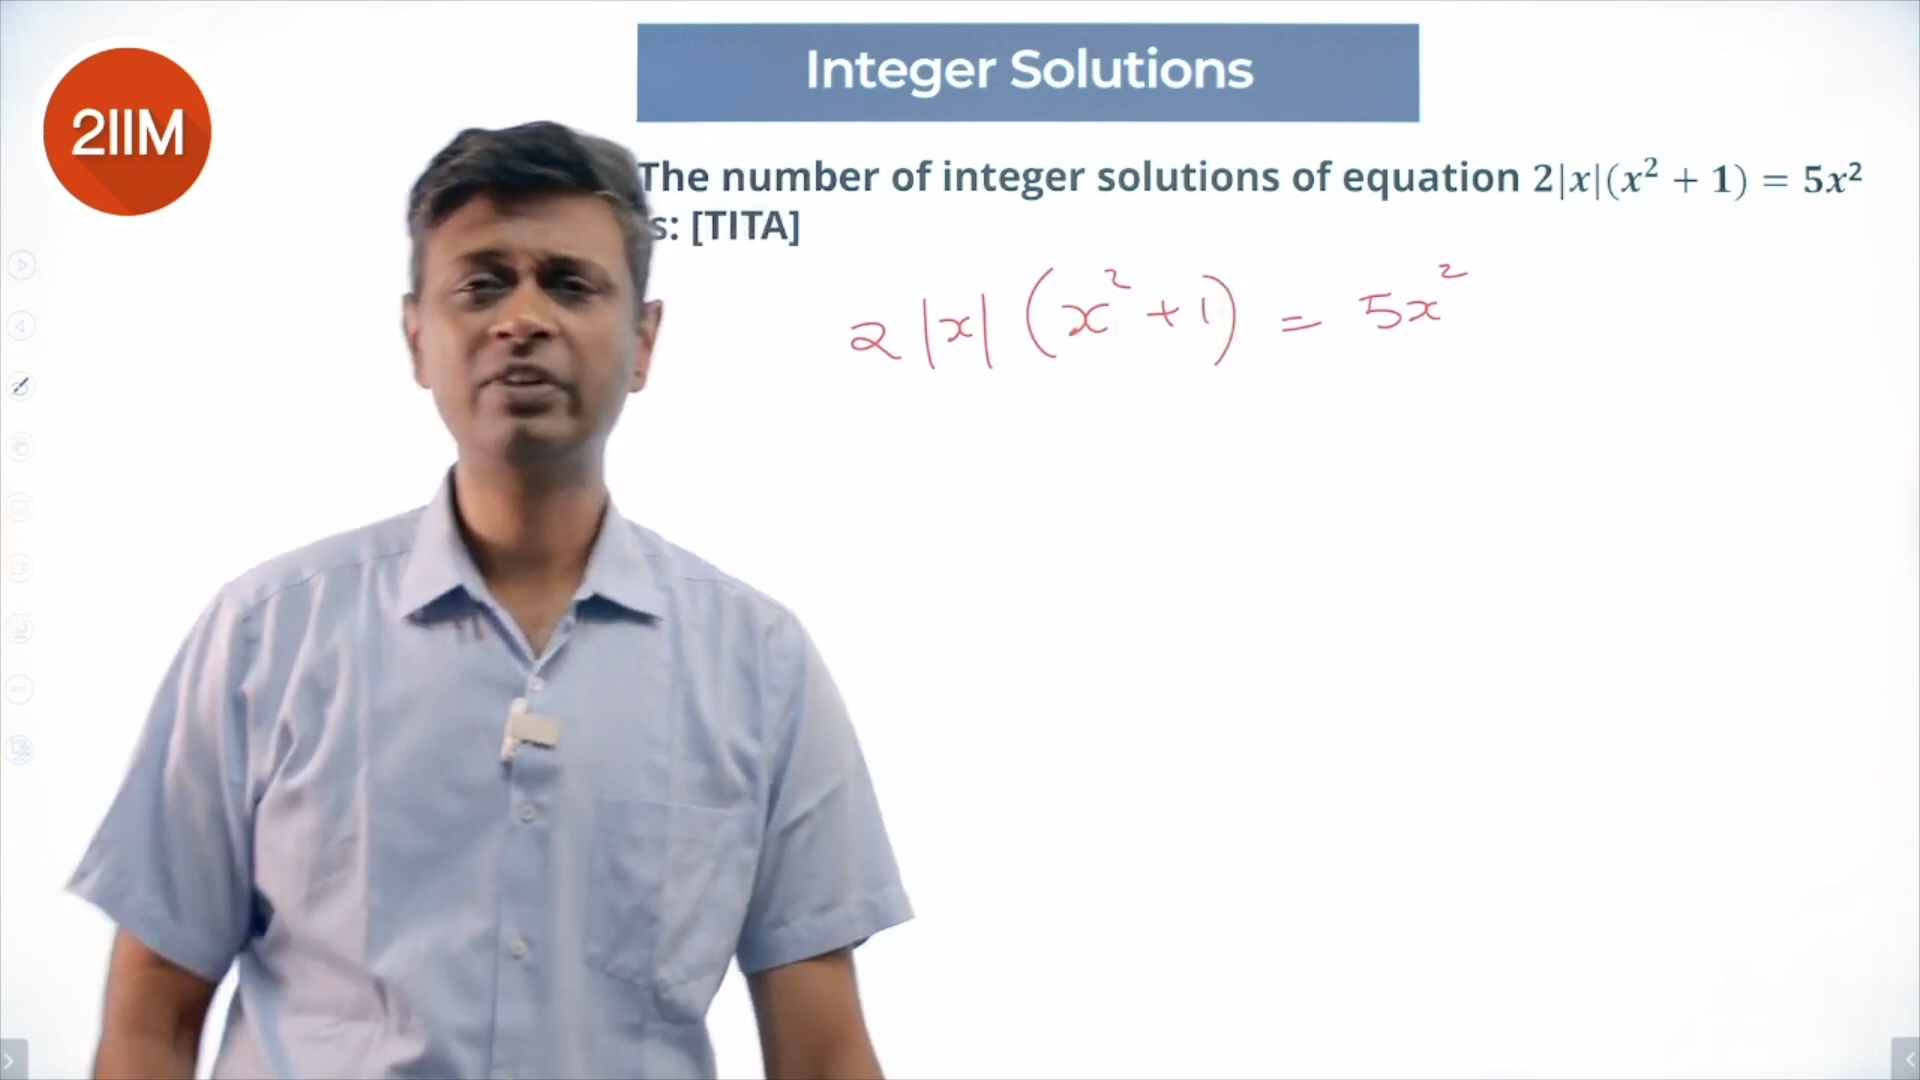 2IIM
Integer Solutions
The number of integer solutions of equation 2|x|(x² + 1) = 5x²
s: [TITA]
2 |x| (x² + 1) = 5x²